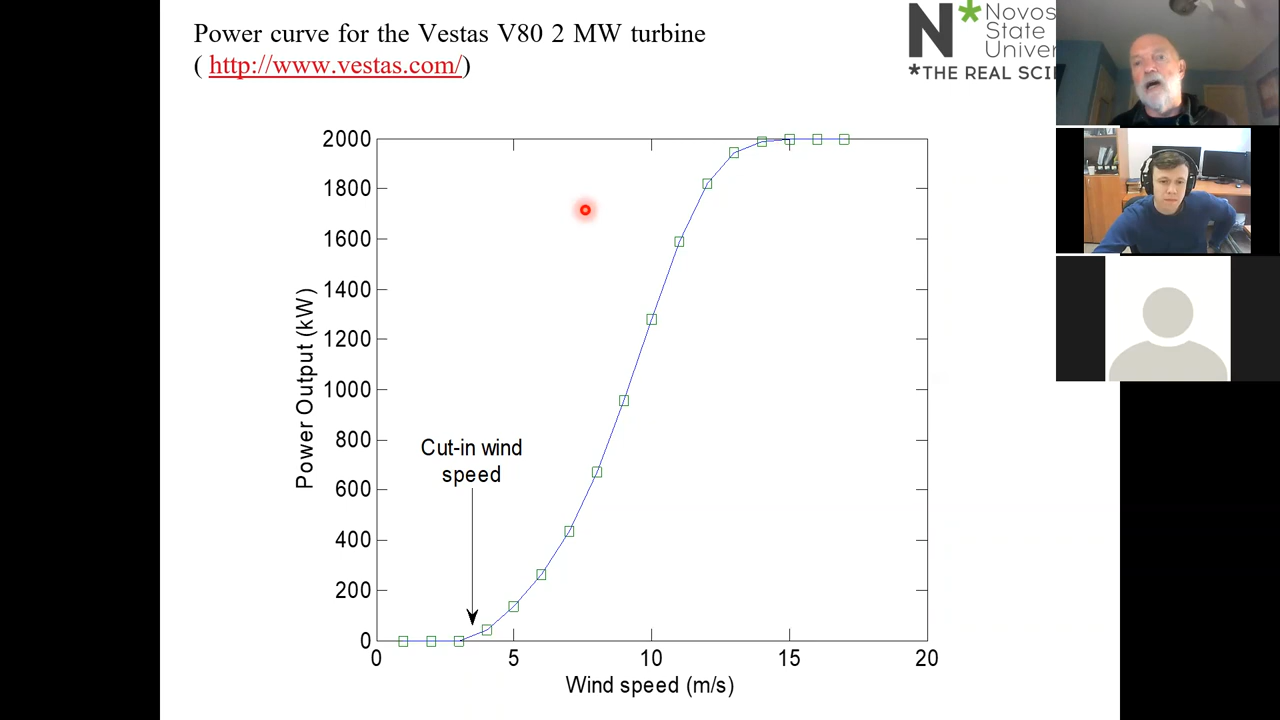 Power curve for the Vestas V80 2 MW turbine
( http://www.vestas.com/)
N* Novos
State
Univer
*THE REAL SCI
2000
1800
1600
1400
1200
1000
800
600
400
200
0
Power Output (kW)
Cut-in wind
speed
0 5 10 15 20
Wind speed (m/s)